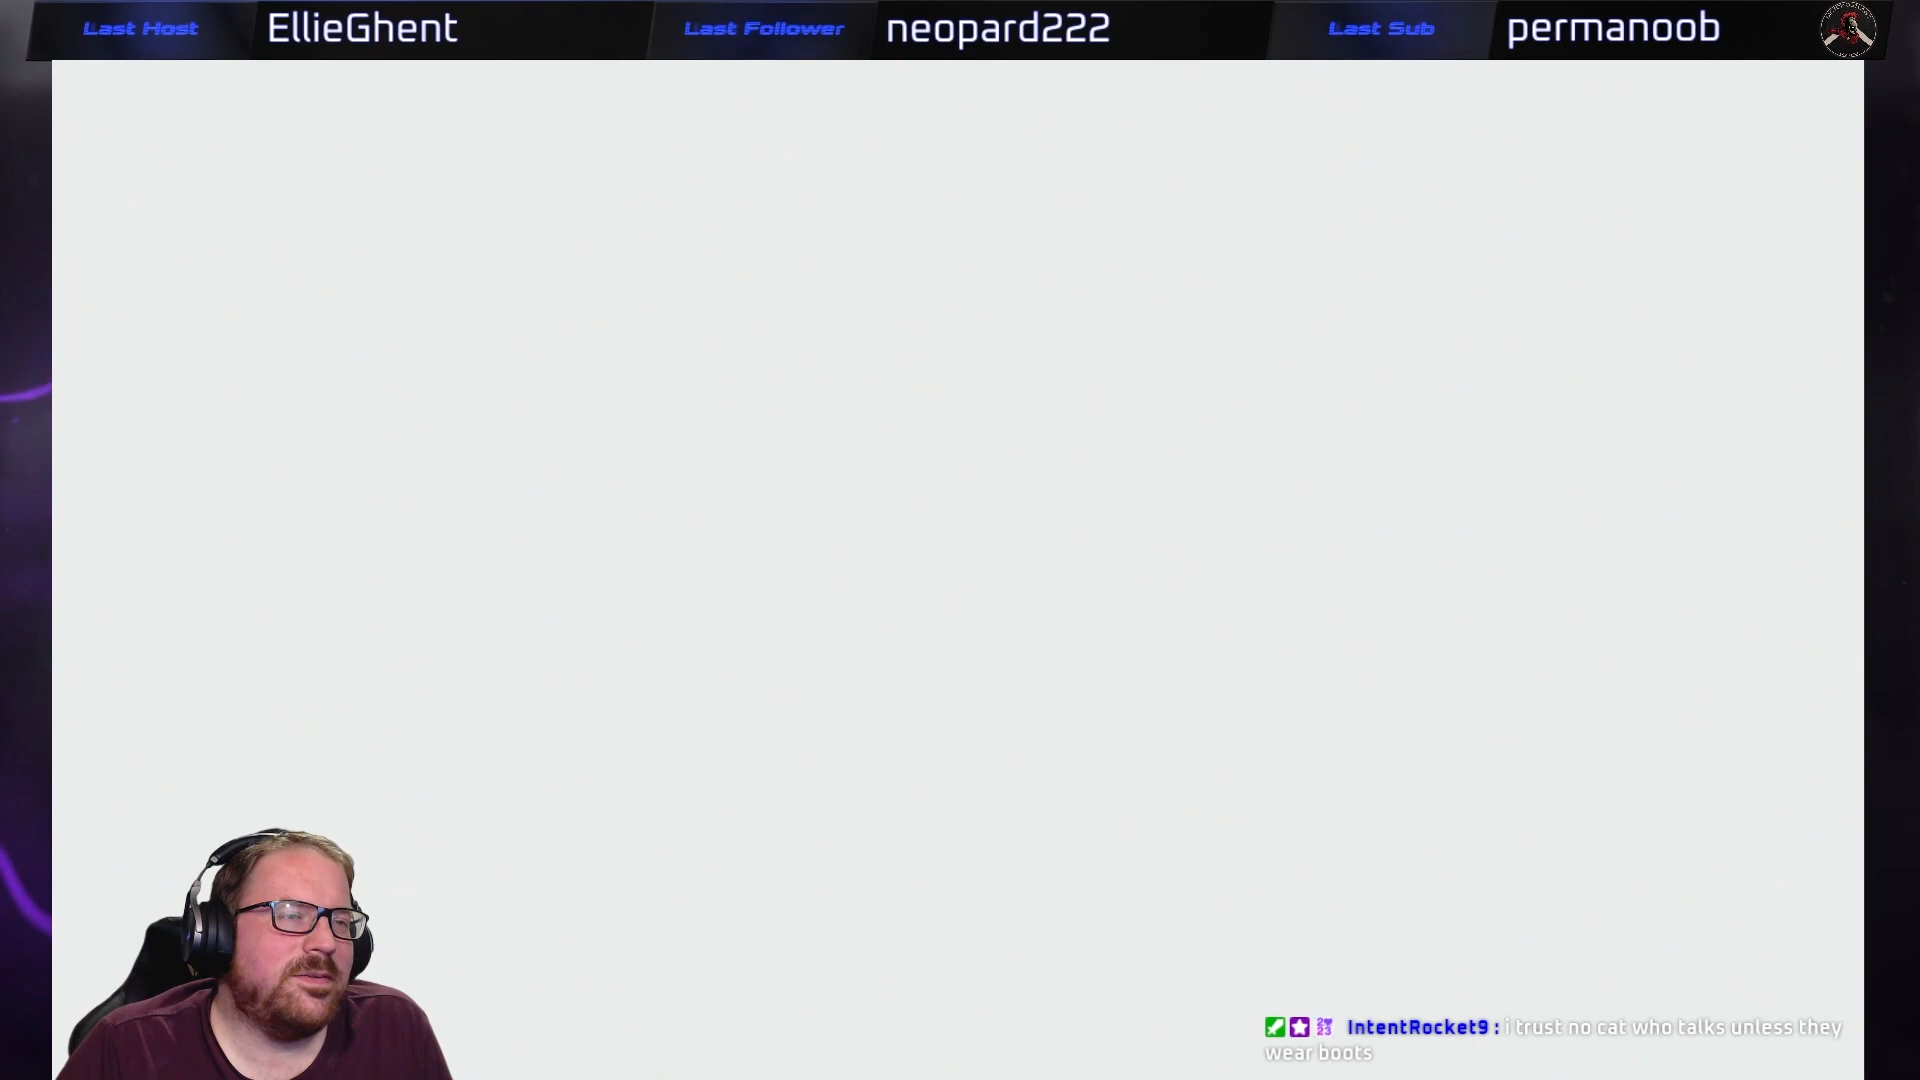 Last Host EllieGhent Last Follower neopard222 Last Sub permanoob
IntentRocket9 : i trust no cat who talks unless they
wear boots